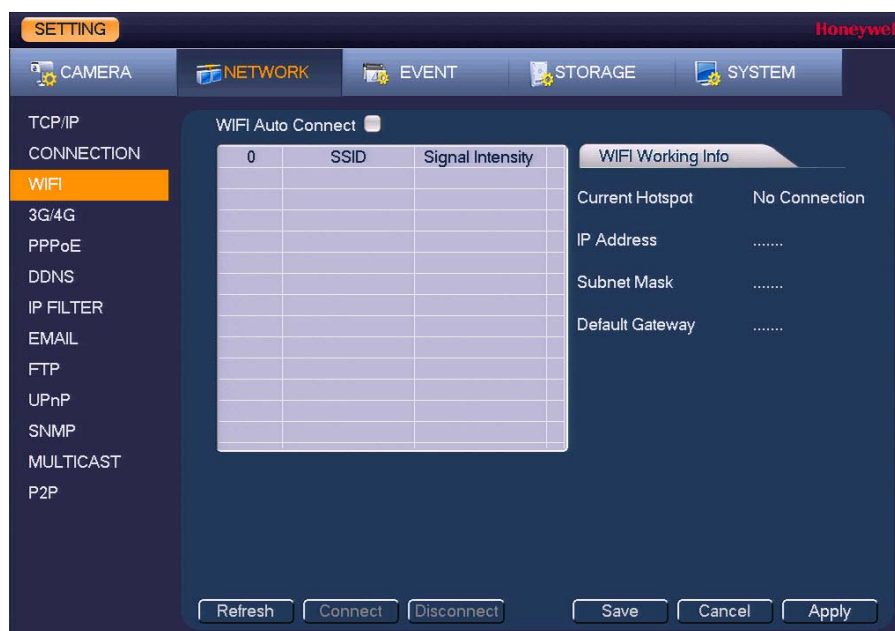 SETTING
Honeywel
CAMERA NETWORK EVENT STORAGE SYSTEM
TCP/IP
CONNECTION
WIFI
3G/4G
PPPoE
DDNS
IP FILTER
EMAIL
FTP
UPnP
SNMP
MULTICAST
P2P
WIFI Auto Connect
0 SSID Signal Intensity
WIFI Working Info
Current Hotspot No Connection
IP Address .......
Subnet Mask .......
Default Gateway .......
Refresh Connect Disconnect Save Cancel Apply